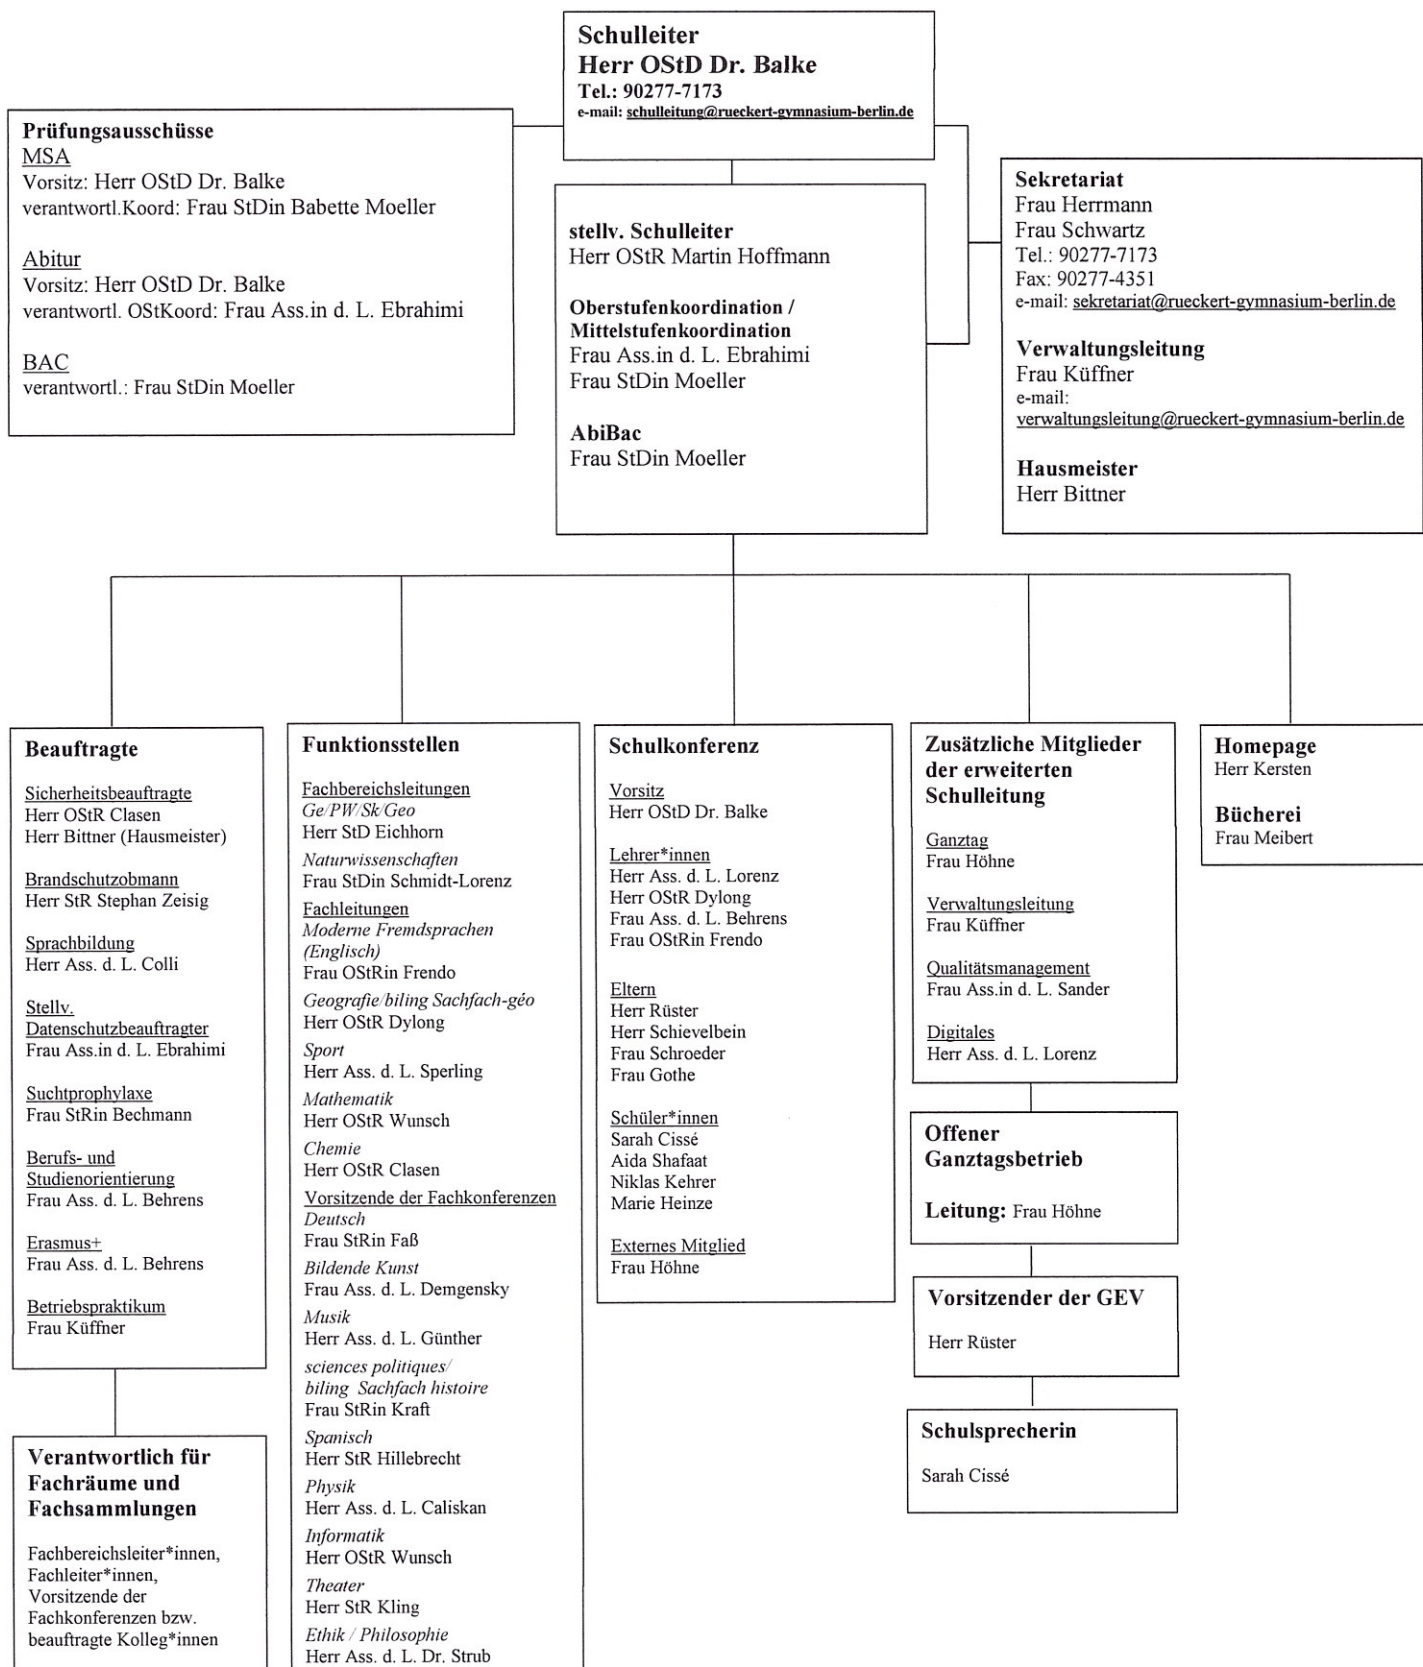 Schulleiter
Herr OStD Dr. Balke
Tel.: 90277-7173
e-mail: schulleitung@rueckert-gymnasium-berlin.de
Prüfungsausschüsse
MSA
Vorsitz: Herr OStD Dr. Balke
verantwortl.Koord: Frau StDin Babette Moeller
Abitur
Vorsitz: Herr OStD Dr. Balke
verantwortl. OStKoord: Frau Ass.in d. L. Ebrahimi
BAC
verantwortl.: Frau StDin Moeller
stellv. Schulleiter
Herr OStR Martin Hoffmann
Oberstufenkoordination /
Mittelstufenkoordination
Frau Ass.in d. L. Ebrahimi
Frau StDin Moeller
AbiBac
Frau StDin Moeller
Sekretariat
Frau Herrmann
Frau Schwartz
Tel.: 90277-7173
Fax: 90277-4351
e-mail: sekretariat@rueckert-gymnasium-berlin.de
Verwaltungsleitung
Frau Küffner
e-mail:
verwaltungsleitung@rueckert-gymnasium-berlin.de
Hausmeister
Herr Bittner
Beauftragte
Sicherheitsbeauftragte
Herr OStR Clasen
Herr Bittner (Hausmeister)
Brandschutzobmann
Herr StR Stephan Zeisig
Sprachbildung
Herr Ass. d. L. Colli
Stellv.
Datenschutzbeauftragter
Frau Ass.in d. L. Ebrahimi
Suchtprophylaxe
Frau StRin Bechmann
Berufs- und
Studienorientierung
Frau Ass. d. L. Behrens
Erasmus+
Frau Ass. d. L. Behrens
Betriebspraktikum
Frau Küffner
Verantwortlich für
Fachräume und
Fachsammlungen
Fachbereichsleiter*innen,
Fachleiter*innen,
Vorsitzende der
Fachkonferenzen bzw.
beauftragte Kolleg*innen
Funktionsstellen
Fachbereichsleitungen
Ge/PW/Sk/Geo
Herr StD Eichhorn
Naturwissenschaften
Frau StDin Schmidt-Lorenz
Fachleitungen
Moderne Fremdsprachen
(Englisch)
Frau OStRin Frendo
Geografie/biling Sachfach-géo
Herr OStR Dylong
Sport
Herr Ass. d. L. Sperling
Mathematik
Herr OStR Wunsch
Chemie
Herr OStR Clasen
Vorsitzende der Fachkonferenzen
Deutsch
Frau StRin Faß
Bildende Kunst
Frau Ass. d. L. Demgensky
Musik
Herr Ass. d. L. Günther
sciences politiques/
biling Sachfach histoire
Frau StRin Kraft
Spanisch
Herr StR Hillebrecht
Physik
Herr Ass. d. L. Caliskan
Informatik
Herr OStR Wunsch
Theater
Herr StR Kling
Ethik / Philosophie
Herr Ass. d. L. Dr. Strub
Schulkonferenz
Vorsitz
Herr OStD Dr. Balke
Lehrer*innen
Herr Ass. d. L. Lorenz
Herr OStR Dylong
Frau Ass. d. L. Behrens
Frau OStRin Frendo
Eltern
Herr Rüster
Herr Schievelbein
Frau Schroeder
Frau Gothe
Schüler*innen
Sarah Cissé
Aida Shafaat
Niklas Kehrer
Marie Heinze
Externes Mitglied
Frau Höhne
Zusätzliche Mitglieder
der erweiterten
Schulleitung
Ganztag
Frau Höhne
Verwaltungsleitung
Frau Küffner
Qualitätsmanagement
Frau Ass.in d. L. Sander
Digitales
Herr Ass. d. L. Lorenz
Offener
Ganztagsbetrieb
Leitung: Frau Höhne
Vorsitzender der GEV
Herr Rüster
Schulsprecherin
Sarah Cissé
Homepage
Herr Kersten
Bücherei
Frau Meibert